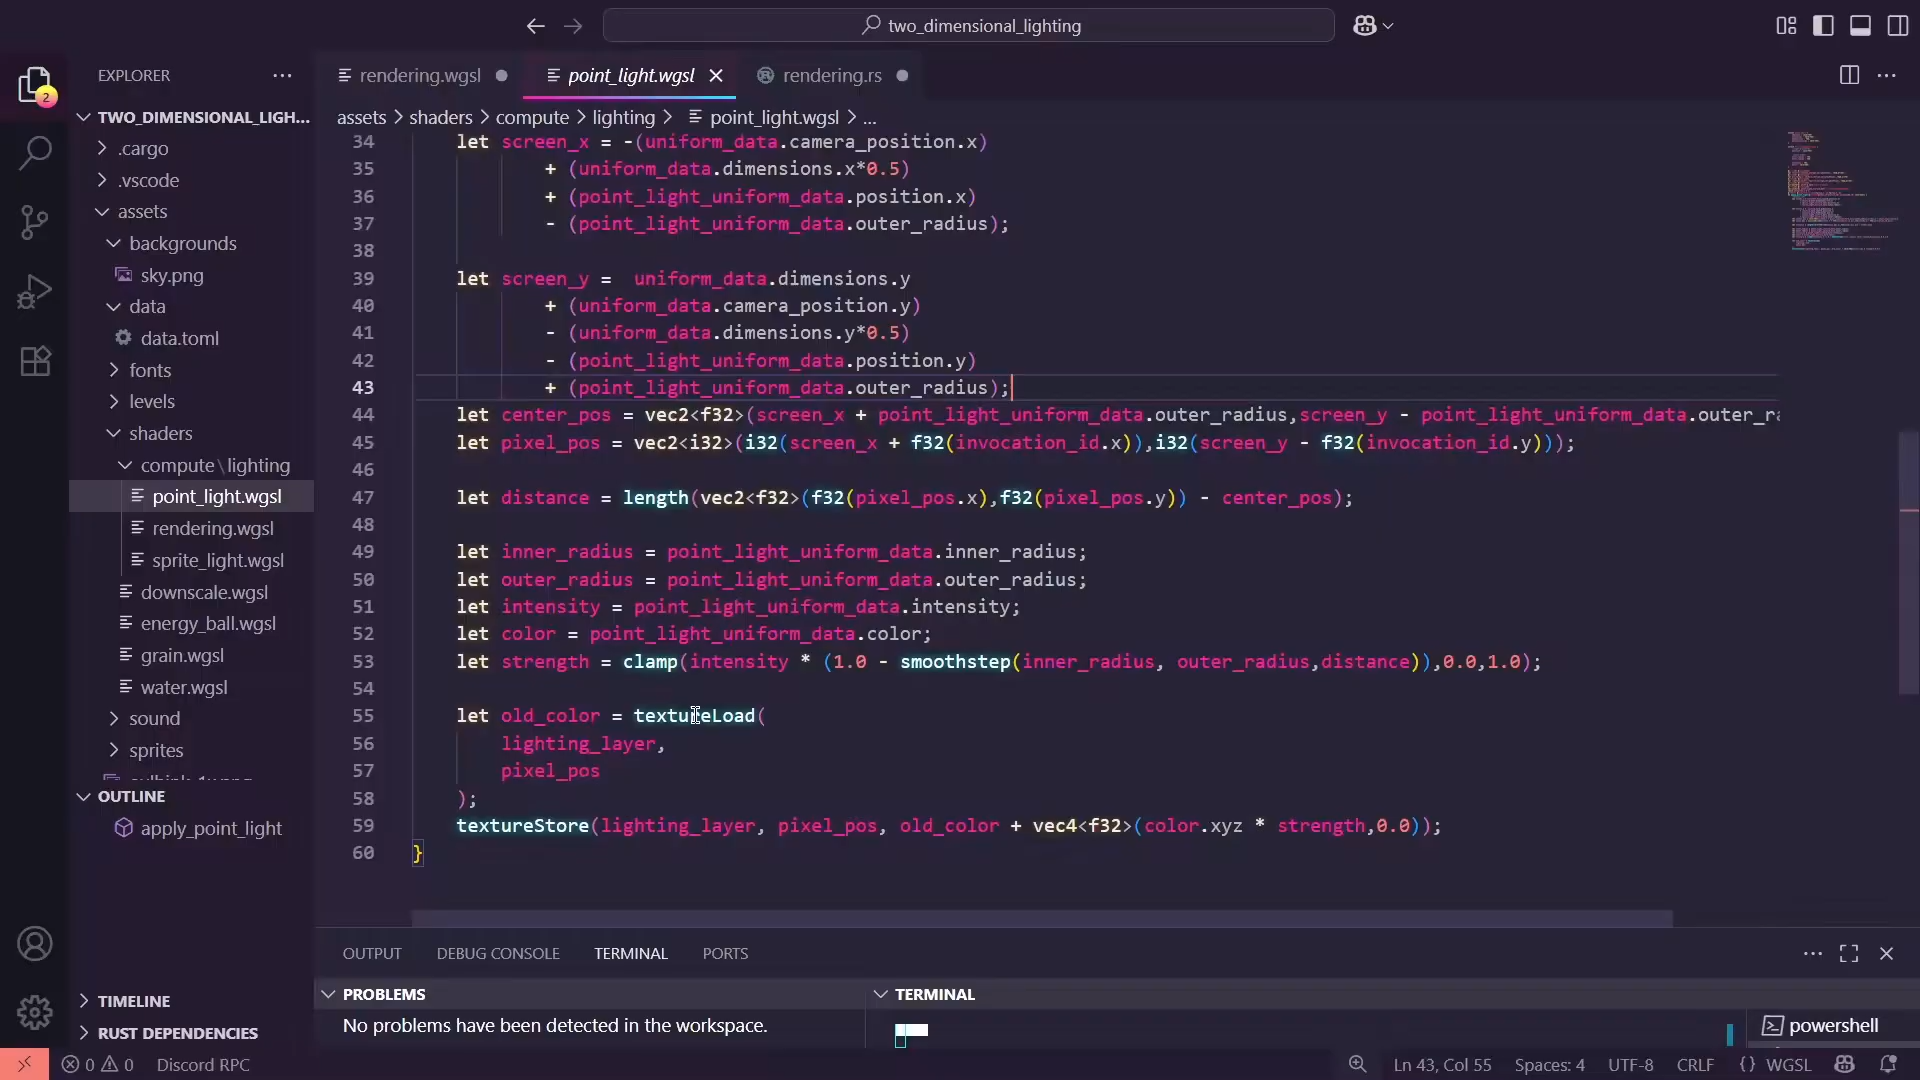 two_dimensional_lighting
EXPLORER
rendering.wgsl
point_light.wgsl
rendering.rs
2
TWO_DIMENSIONAL_LIGH...
.cargo
.vscode
assets
backgrounds
sky.png
data
data.toml
fonts
levels
shaders
compute\lighting
point_light.wgsl
rendering.wgsl
sprite_light.wgsl
downscale.wgsl
energy_ball.wgsl
grain.wgsl
water.wgsl
sound
sprites
OUTLINE
apply_point_light
TIMELINE
RUST DEPENDENCIES
assets > shaders > compute > lighting > point_light.wgsl > ...
34 let screen_x = -(uniform_data.camera_position.x)
35 + (uniform_data.dimensions.x*0.5)
36 + (point_light_uniform_data.position.x)
37 - (point_light_uniform_data.outer_radius);
38
39 let screen_y =  uniform_data.dimensions.y
40 + (uniform_data.camera_position.y)
41 - (uniform_data.dimensions.y*0.5)
42 - (point_light_uniform_data.position.y)
43 + (point_light_uniform_data.outer_radius);
44 let center_pos = vec2<f32>(screen_x + point_light_uniform_data.outer_radius,screen_y - point_light_uniform_data.outer_ra
45 let pixel_pos = vec2<i32>(i32(screen_x + f32(invocation_id.x)),i32(screen_y - f32(invocation_id.y)));
46
47 let distance = length(vec2<f32>(f32(pixel_pos.x),f32(pixel_pos.y)) - center_pos);
48
49 let inner_radius = point_light_uniform_data.inner_radius;
50 let outer_radius = point_light_uniform_data.outer_radius;
51 let intensity = point_light_uniform_data.intensity;
52 let color = point_light_uniform_data.color;
53 let strength = clamp(intensity * (1.0 - smoothstep(inner_radius, outer_radius,distance)),0.0,1.0);
54
55 let old_color = textureLoad(
56 lighting_layer,
57 pixel_pos
58 );
59 textureStore(lighting_layer, pixel_pos, old_color + vec4<f32>(color.xyz * strength,0.0));
60 }
OUTPUT
DEBUG CONSOLE
TERMINAL
PORTS
PROBLEMS
TERMINAL
No problems have been detected in the workspace.
powershell
0
0
Discord RPC
Ln 43, Col 55
Spaces: 4
UTF-8
CRLF
{} WGSL